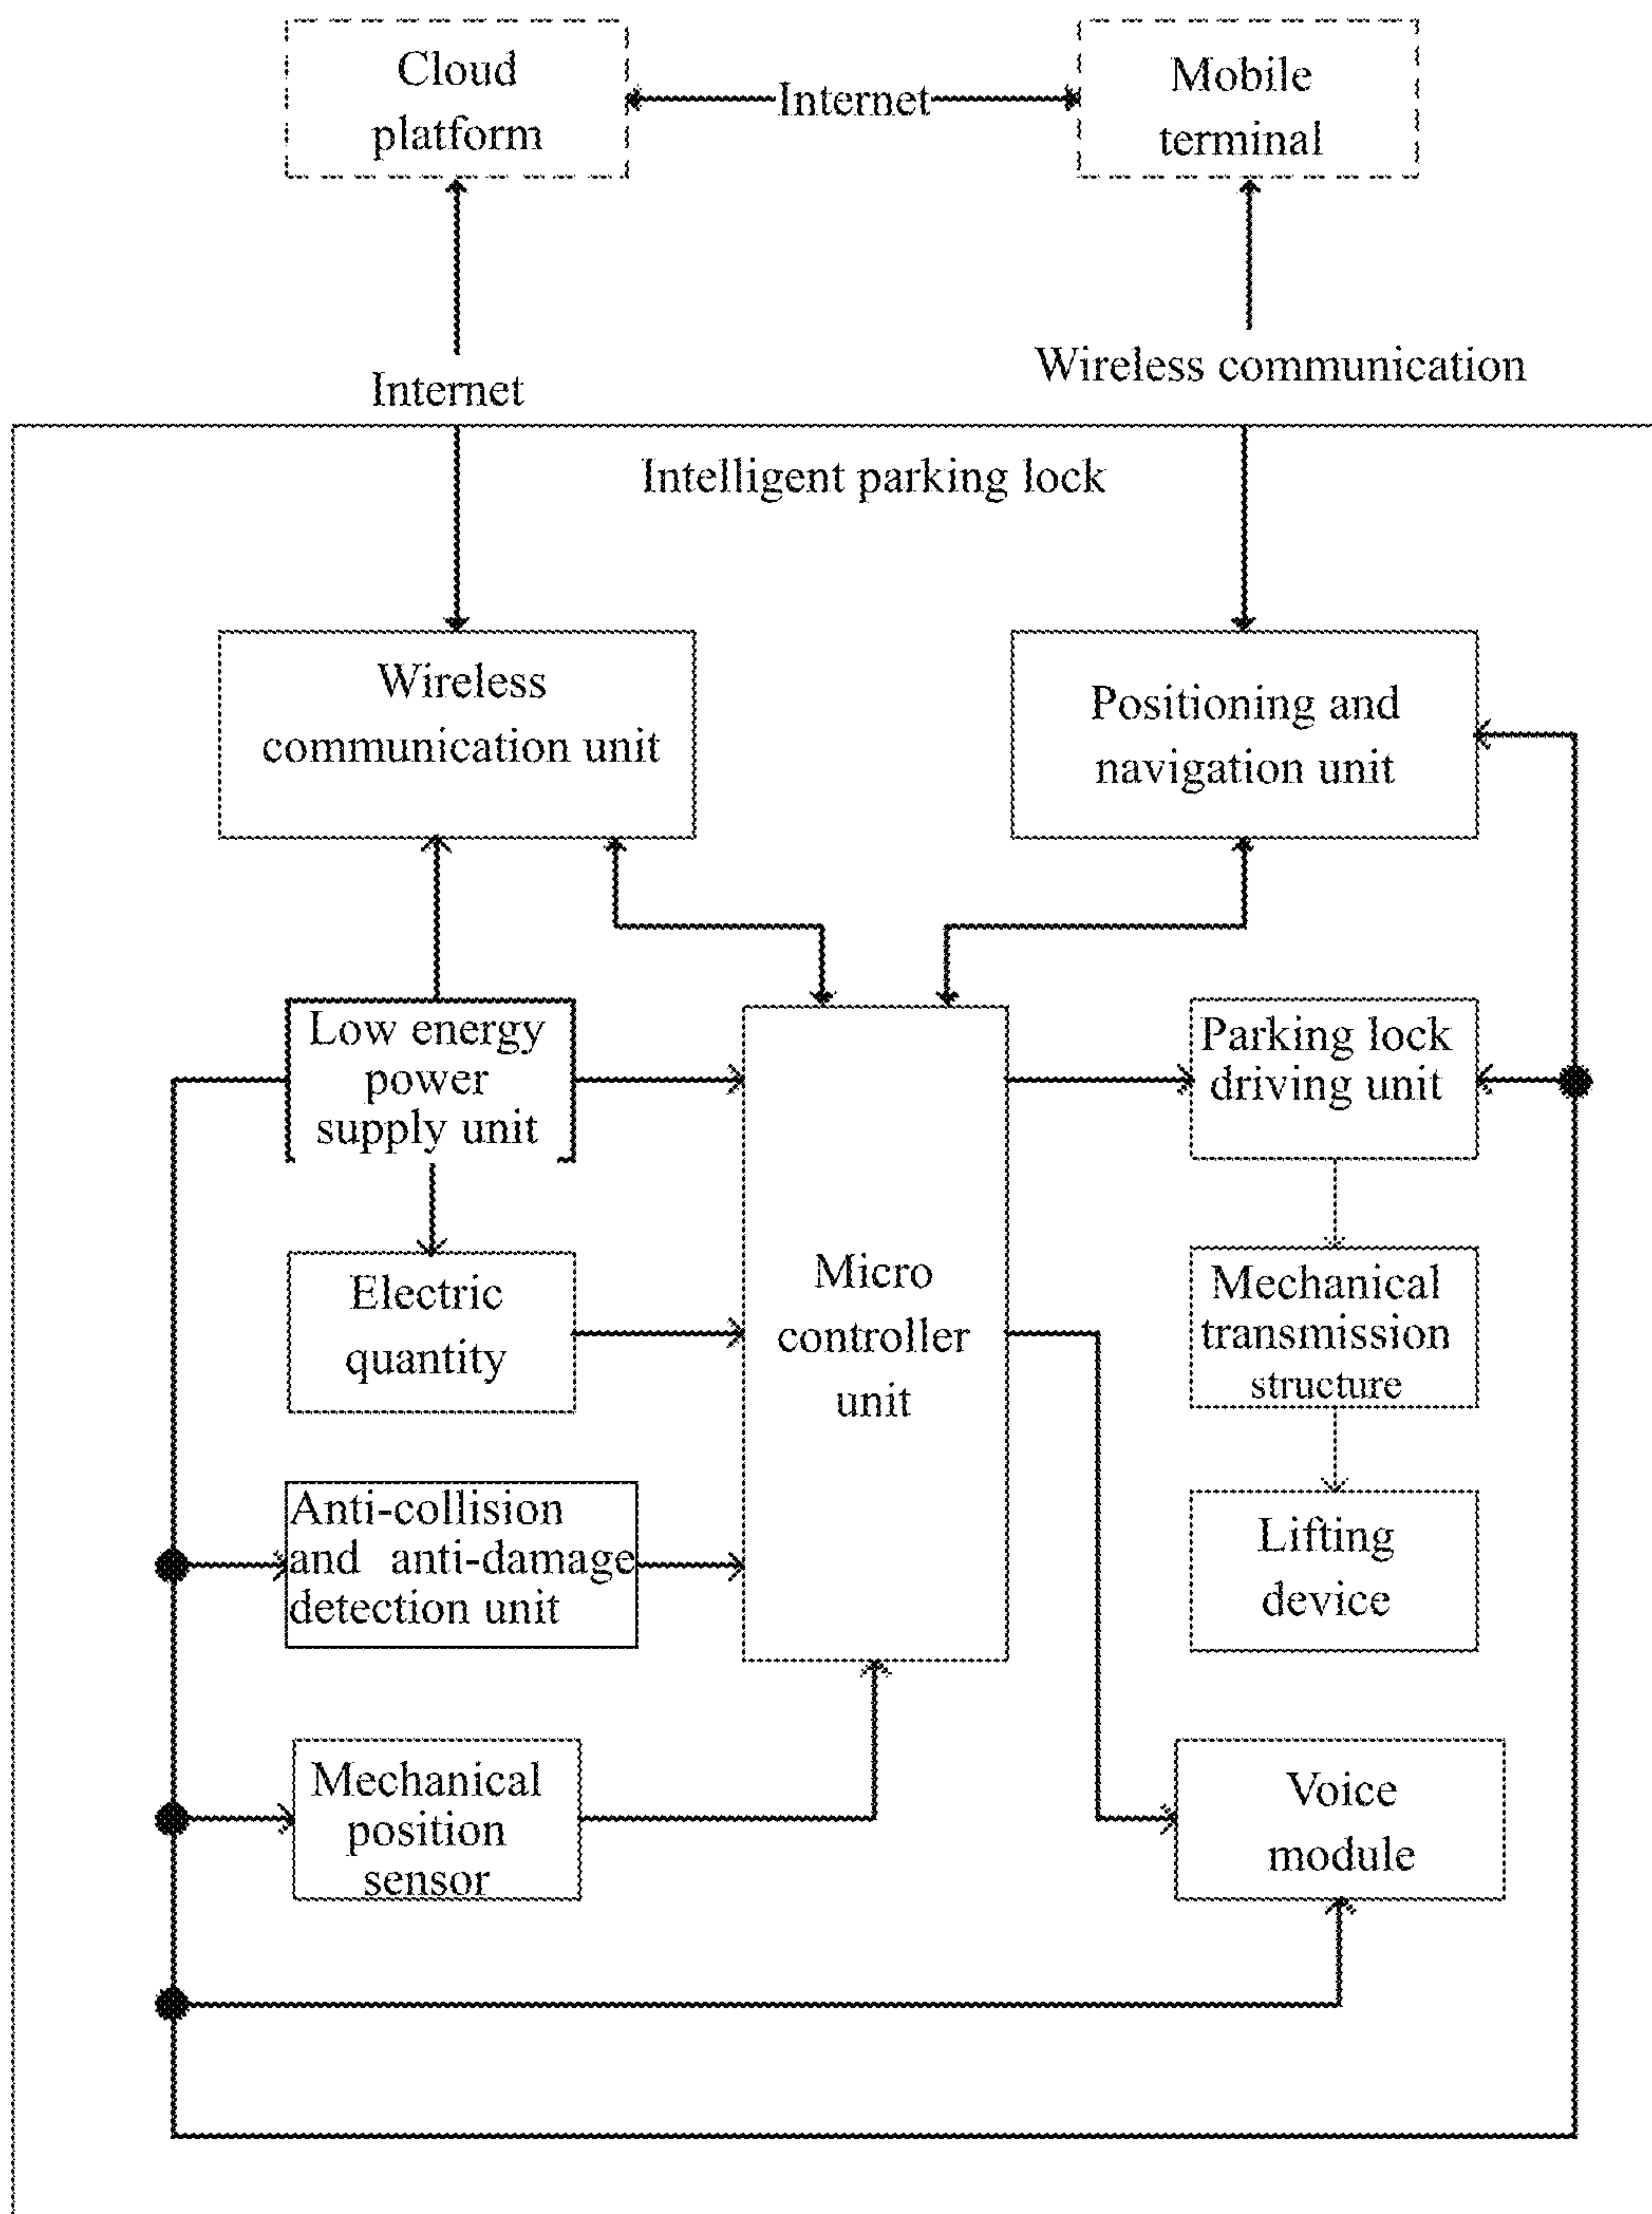 Cloud
platform
Internet
Mobile
terminal
Internet
Wireless communication
Intelligent parking lock
Wireless
communication unit
Positioning and
navigation unit
Low energy
power
supply unit
Parking lock
driving unit
Electric
quantity
Micro
controller
unit
Mechanical
transmission
structure
Anti-collision
and anti-damage
detection unit
Lifting
device
Mechanical
position
sensor
Voice
module